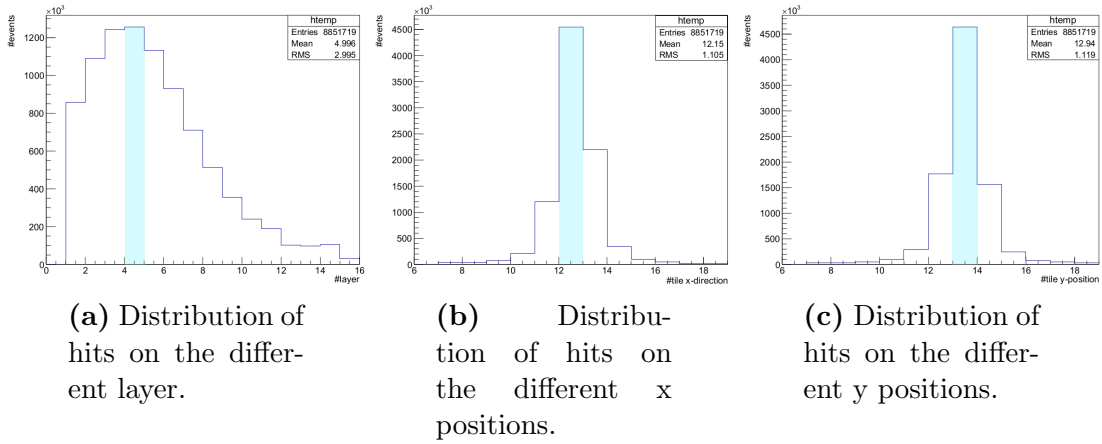 ×10³
#events
1200
1000
800
600
400
200
0
0 2 4 6 8 10 12 14 16
#layer
htemp
Entries 8851719
Mean 4.996
RMS 2.995
×10³
#events
4500
4000
3500
3000
2500
2000
1500
1000
500
0
6 8 10 12 14 16 18
#tile x-direction
htemp
Entries 8851719
Mean 12.15
RMS 1.105
×10³
#events
4500
4000
3500
3000
2500
2000
1500
1000
500
0
6 8 10 12 14 16 18
#tile y-position
htemp
Entries 8851719
Mean 12.94
RMS 1.119
(a) Distribution of
hits on the differ-
ent layer.
(b) Distribu-
tion of hits on
the different x
positions.
(c) Distribution of
hits on the differ-
ent y positions.